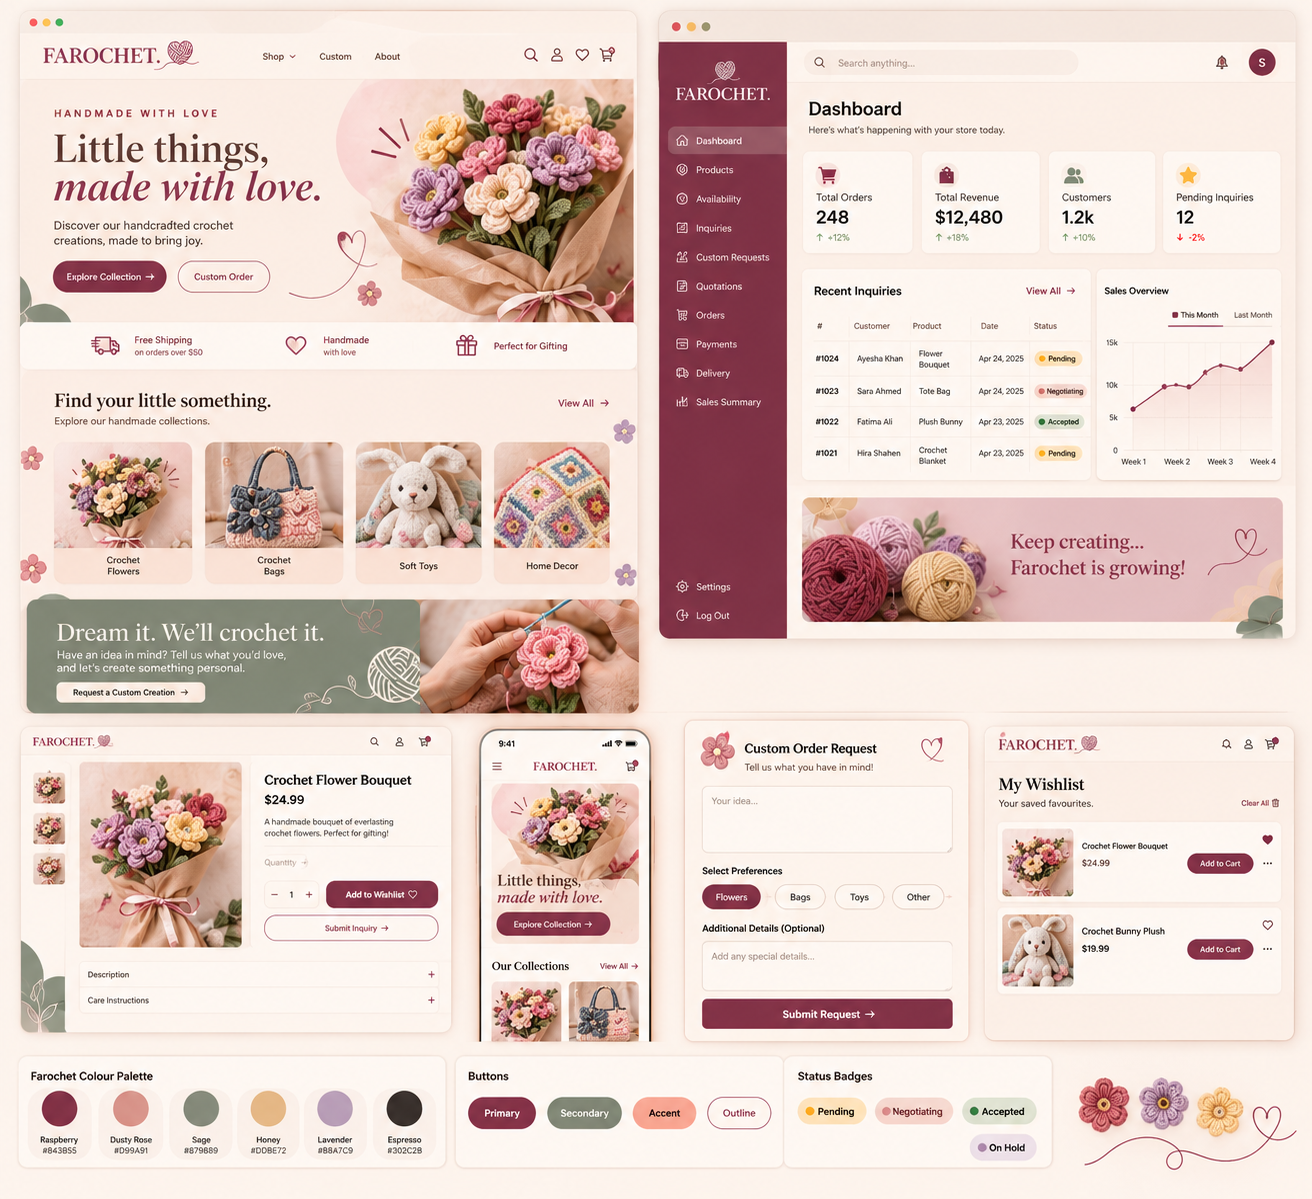 FAROCHET.
Shop
Custom
About
HANDMADE WITH LOVE
Little things,
made with love.
Discover our handcrafted crochet
creations, made to bring joy.
Explore Collection →
Custom Order
Free Shipping
on orders over $50
Handmade
with love
Perfect for Gifting
Find your little something.
Explore our handmade collections.
View All →
Crochet
Flowers
Crochet
Bags
Soft Toys
Home Decor
Dream it. We'll crochet it.
Have an idea in mind? Tell us what you'd love,
and let's create something personal.
Request a Custom Creation →
FAROCHET.
Dashboard
Products
Availability
Inquiries
Custom Requests
Quotations
Orders
Payments
Delivery
Sales Summary
Settings
Log Out
Search anything...
S
Dashboard
Here's what's happening with your store today.
Total Orders
248
↑ +12%
Total Revenue
$12,480
↑ +18%
Customers
1.2k
↑ +10%
Pending Inquiries
12
↓ -2%
Recent Inquiries
View All →
# Customer Product Date Status
#1024 Ayesha Khan Flower Bouquet Apr 24, 2025 Pending
#1023 Sara Ahmed Tote Bag Apr 24, 2025 Negotiating
#1022 Fatima Ali Plush Bunny Apr 23, 2025 Accepted
#1021 Hira Shahen Crochet Blanket Apr 23, 2025 Pending
Sales Overview
This Month Last Month
15k
10k
5k
0
Week 1 Week 2 Week 3 Week 4
Keep creating...
Farochet is growing!
FAROCHET.
Crochet Flower Bouquet
$24.99
A handmade bouquet of everlasting
crochet flowers. Perfect for gifting!
Quantity
− 1 +
Add to Wishlist
Submit Inquiry →
Description +
Care Instructions +
9:41
FAROCHET.
Little things,
made with love.
Explore Collection →
Our Collections
View All →
Custom Order Request
Tell us what you have in mind!
Your idea...
Select Preferences
Flowers
Bags
Toys
Other
Additional Details (Optional)
Add any special details...
Submit Request →
FAROCHET.
My Wishlist
Your saved favourites.
Clear All
Crochet Flower Bouquet
$24.99
Add to Cart
Crochet Bunny Plush
$19.99
Add to Cart
Farochet Colour Palette
Raspberry
#843B55
Dusty Rose
#D99A91
Sage
#879B89
Honey
#DDBE72
Lavender
#B8A7C9
Espresso
#302C2B
Buttons
Primary
Secondary
Accent
Outline
Status Badges
Pending
Negotiating
Accepted
On Hold